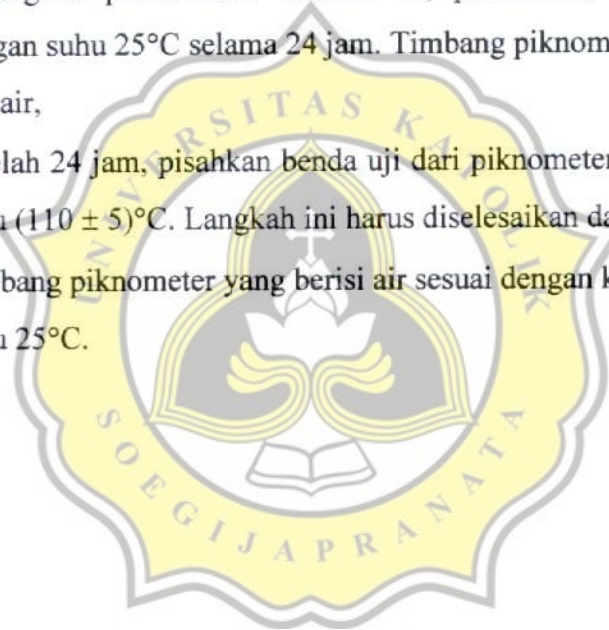 gan suhu 25°C selama 24 jam. Timbang piknom
air,
elah 24 jam, pisahkan benda uji dari piknometer
(110 ± 5)°C. Langkah ini harus diselesaikan da
bang piknometer yang berisi air sesuai dengan k
25°C.
UNIVERSITAS KATOLIK
SOEGIJAPRANATA